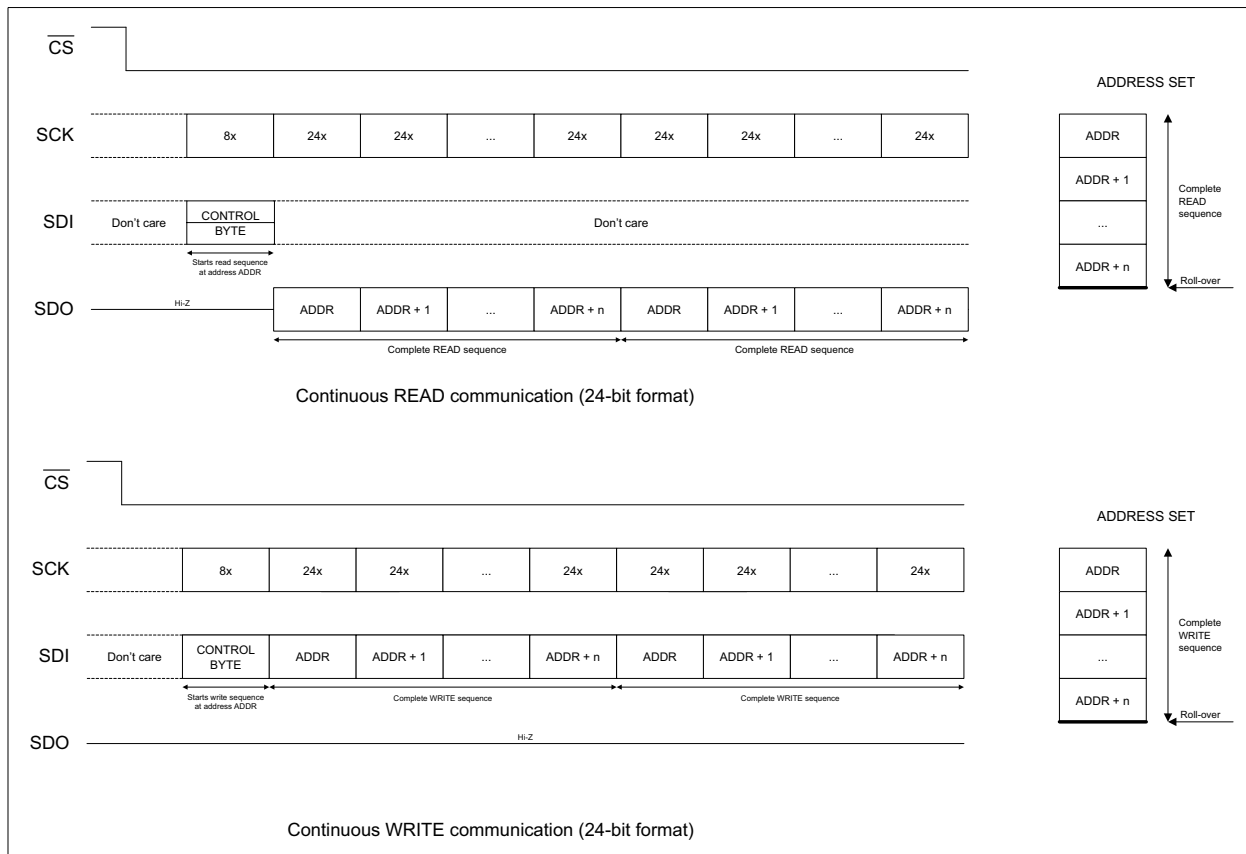 CS
ADDRESS SET
SCK 8x 24x 24x ... 24x 24x 24x ... 24x
ADDR
ADDR + 1
...
ADDR + n
Complete
READ
sequence
Roll-over
SDI Don't care CONTROL
BYTE
Don't care
Starts read sequence
at address ADDR
SDO Hi-Z ADDR ADDR + 1 ... ADDR + n ADDR ADDR + 1 ... ADDR + n
Complete READ sequence Complete READ sequence
Continuous READ communication (24-bit format)
CS
ADDRESS SET
SCK 8x 24x 24x ... 24x 24x 24x ... 24x
ADDR
ADDR + 1
...
ADDR + n
Complete
WRITE
sequence
Roll-over
SDI Don't care CONTROL
BYTE
ADDR ADDR + 1 ... ADDR + n ADDR ADDR + 1 ... ADDR + n
Starts write sequence
at address ADDR
Complete WRITE sequence Complete WRITE sequence
SDO Hi-Z
Continuous WRITE communication (24-bit format)